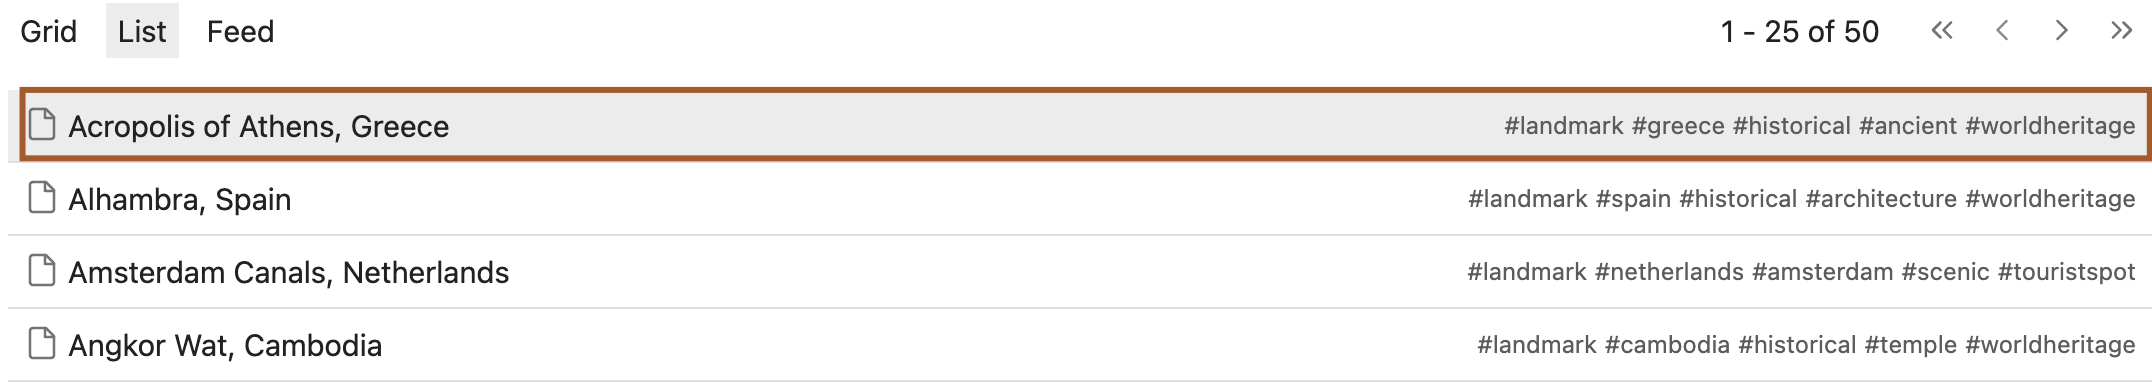 Grid List Feed 1 - 25 of 50
Acropolis of Athens, Greece #landmark #greece #historical #ancient #worldheritage
Alhambra, Spain #landmark #spain #historical #architecture #worldheritage
Amsterdam Canals, Netherlands #landmark #netherlands #amsterdam #scenic #touristspot
Angkor Wat, Cambodia #landmark #cambodia #historical #temple #worldheritage